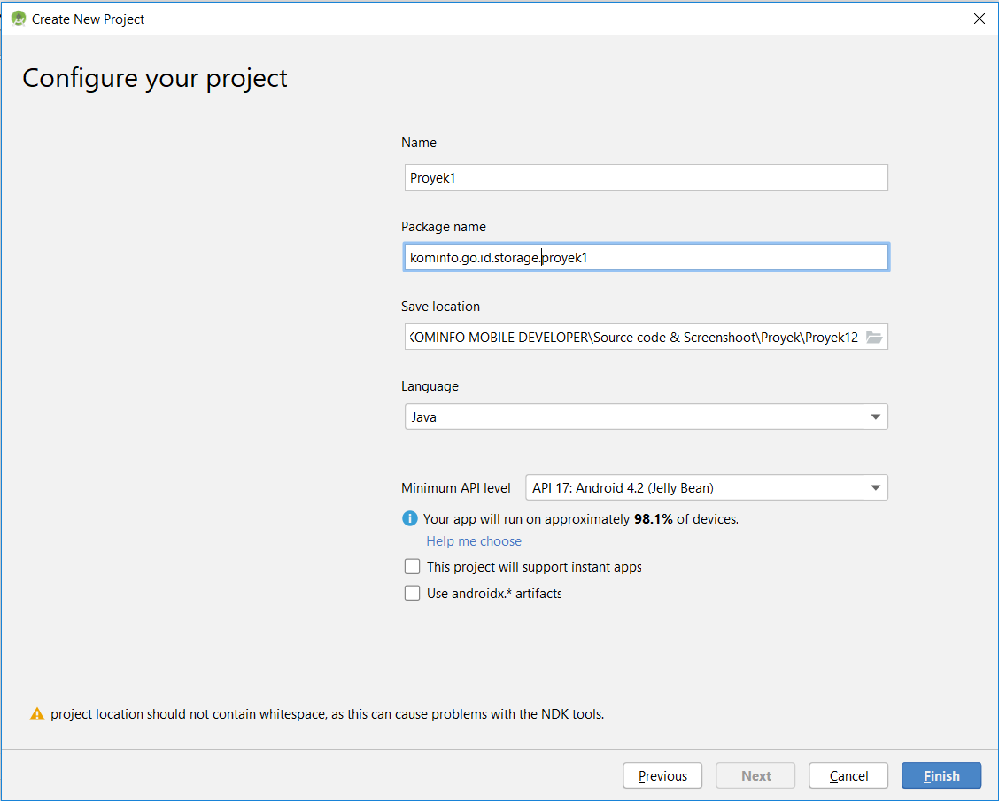 Create New Project
Configure your project
Name
Proyek1
Package name
kominfo.go.id.storage.proyek1
Save location
KOMINFO MOBILE DEVELOPER\Source code & Screenshoot\Proyek\Proyek12
Language
Java
Minimum API level API 17: Android 4.2 (Jelly Bean)
Your app will run on approximately 98.1% of devices.
Help me choose
This project will support instant apps
Use androidx.* artifacts
project location should not contain whitespace, as this can cause problems with the NDK tools.
Previous Next Cancel Finish